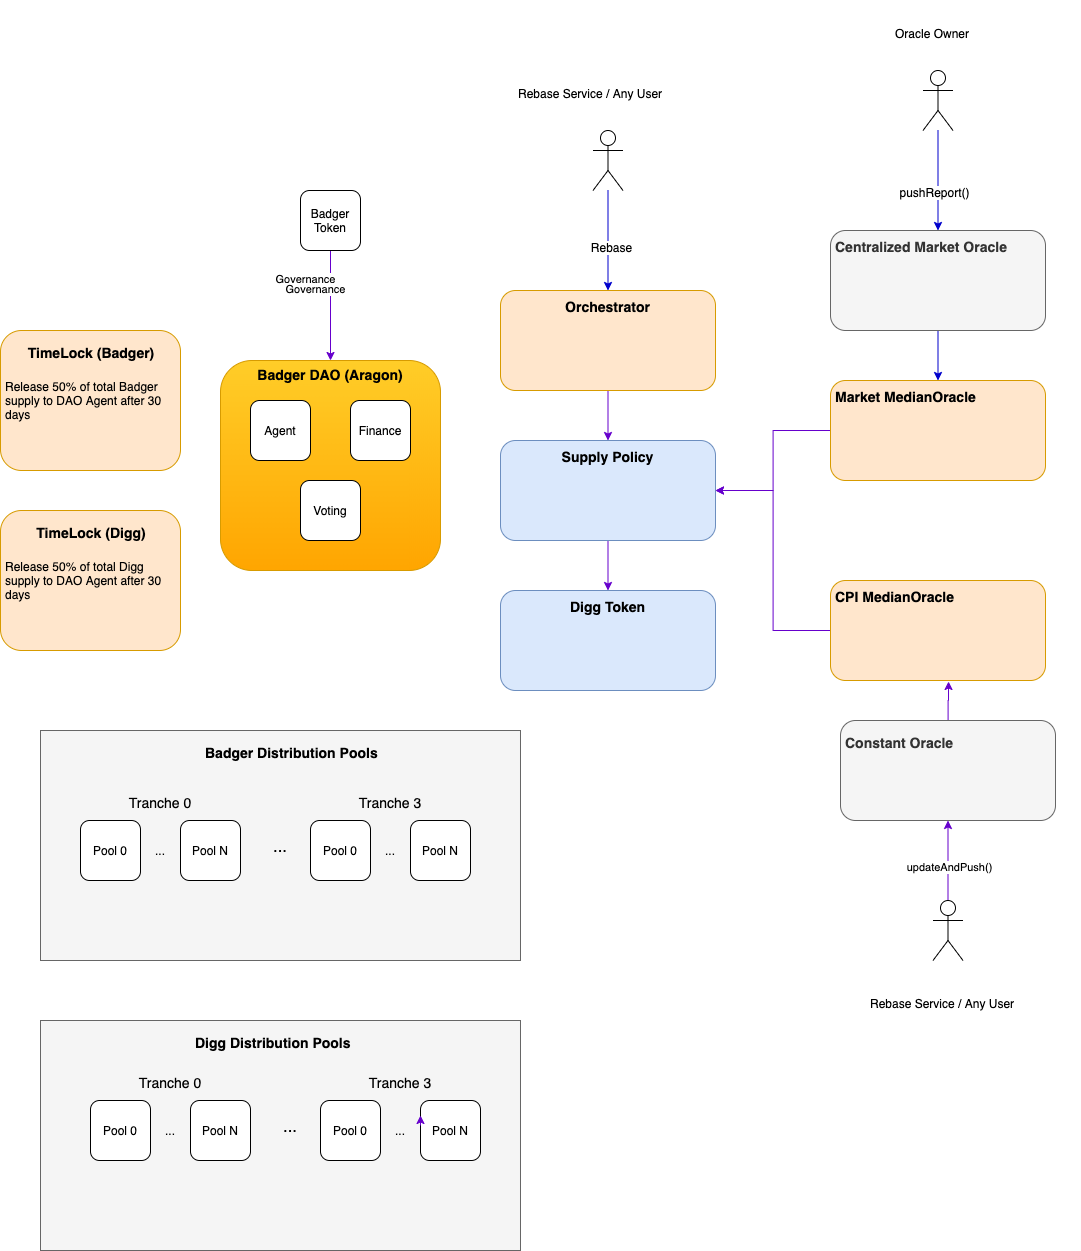 Oracle Owner
Rebase Service / Any User
pushReport()
Badger
Token
Rebase
Centralized Market Oracle
Governance
Governance
Orchestrator
TimeLock (Badger)
Release 50% of total Badger
supply to DAO Agent after 30
days
Badger DAO (Aragon)
Agent
Finance
Voting
Market MedianOracle
Supply Policy
TimeLock (Digg)
Release 50% of total Digg
supply to DAO Agent after 30
days
Digg Token
CPI MedianOracle
Constant Oracle
Badger Distribution Pools
Tranche 0
Tranche 3
Pool 0
...
Pool N
...
Pool 0
...
Pool N
updateAndPush()
Rebase Service / Any User
Digg Distribution Pools
Tranche 0
Tranche 3
Pool 0
...
Pool N
...
Pool 0
...
Pool N